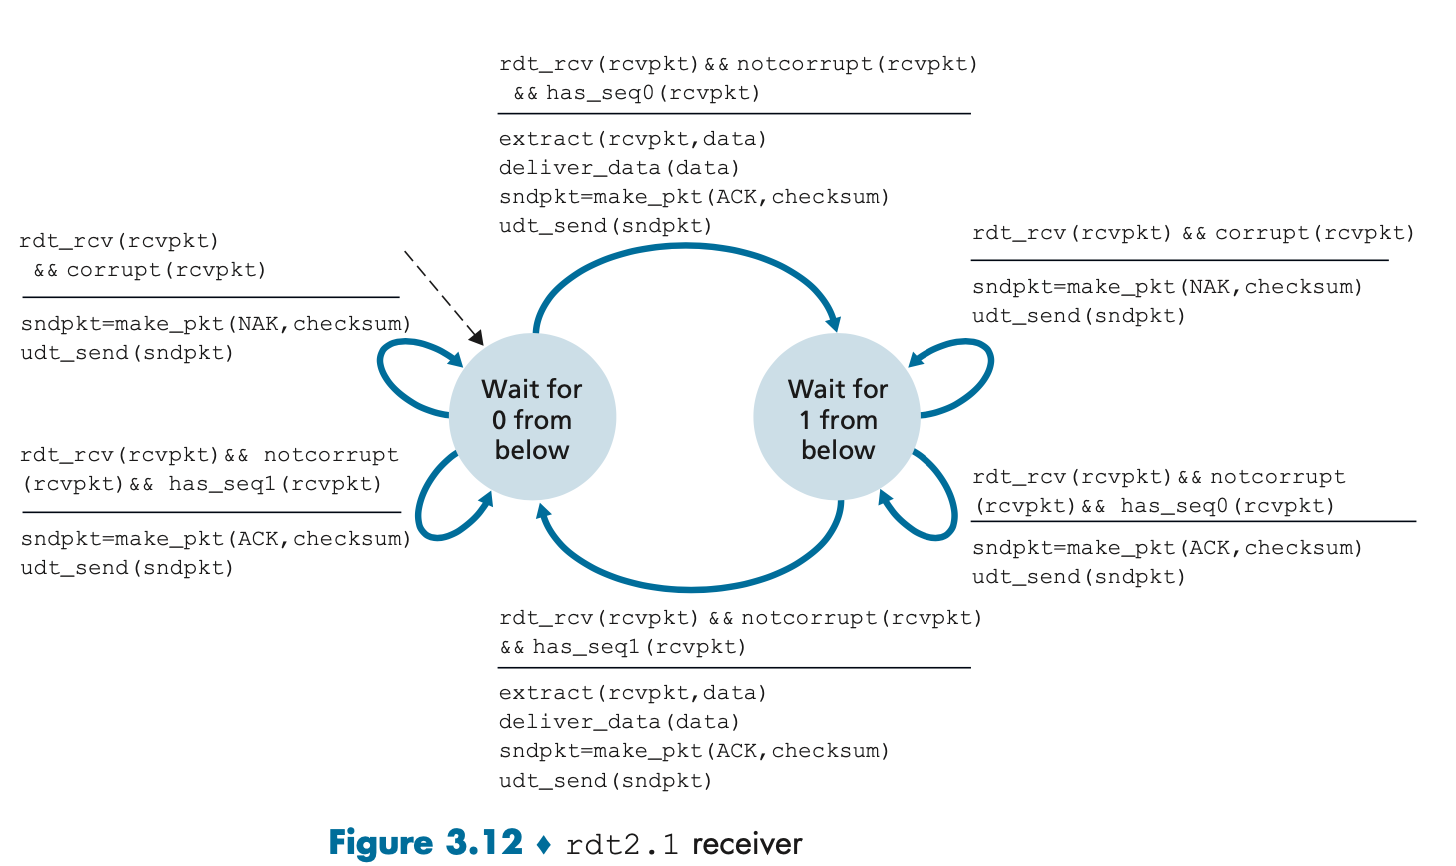 rdt_rcv(rcvpkt)&& notcorrupt(rcvpkt)
&& has_seq0(rcvpkt)
extract(rcvpkt,data)
deliver_data(data)
sndpkt=make_pkt(ACK,checksum)
udt_send(sndpkt)
rdt_rcv(rcvpkt)
&& corrupt(rcvpkt)
sndpkt=make_pkt(NAK,checksum)
udt_send(sndpkt)
rdt_rcv(rcvpkt) && corrupt(rcvpkt)
sndpkt=make_pkt(NAK,checksum)
udt_send(sndpkt)
Wait for
0 from
below
Wait for
1 from
below
rdt_rcv(rcvpkt)&& notcorrupt
(rcvpkt)&& has_seq1(rcvpkt)
sndpkt=make_pkt(ACK,checksum)
udt_send(sndpkt)
rdt_rcv(rcvpkt)&& notcorrupt
(rcvpkt)&& has_seq0(rcvpkt)
sndpkt=make_pkt(ACK,checksum)
udt_send(sndpkt)
rdt_rcv(rcvpkt) && notcorrupt(rcvpkt)
&& has_seq1(rcvpkt)
extract(rcvpkt,data)
deliver_data(data)
sndpkt=make_pkt(ACK,checksum)
udt_send(sndpkt)
Figure 3.12 ♦ rdt2.1 receiver